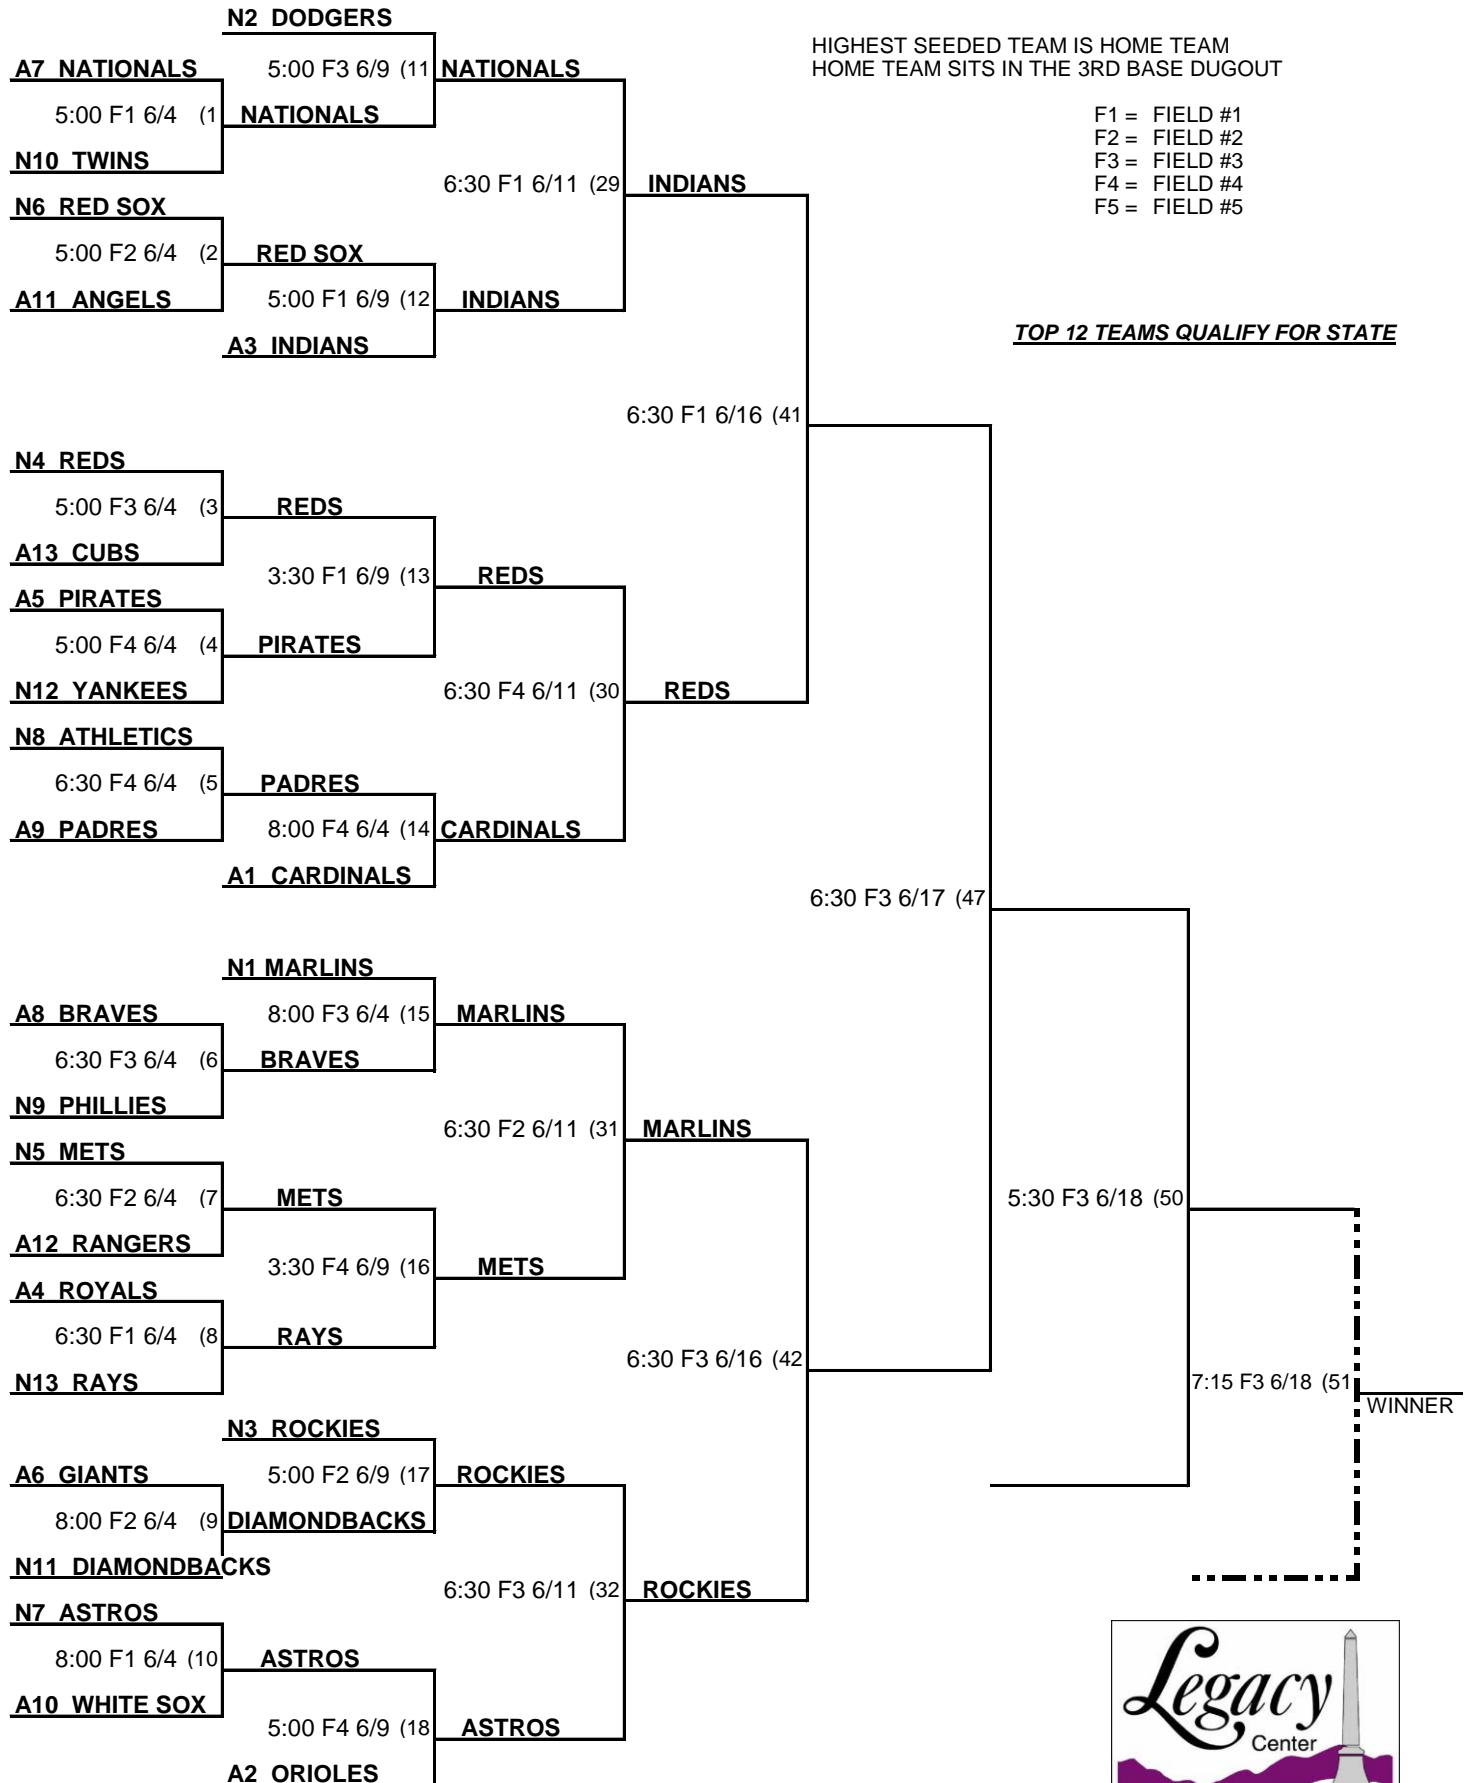 N2 DODGERS
HIGHEST SEEDED TEAM IS HOME TEAM
A7 NATIONALS 5:00 F3 6/9 (11 NATIONALS
HOME TEAM SITS IN THE 3RD BASE DUGOUT
5:00 F1 6/4 (1 NATIONALS
F1 = FIELD #1
F2 = FIELD #2
N10 TWINS
F3 = FIELD #3
6:30 F1 6/11 (29 INDIANS
F4 = FIELD #4
N6 RED SOX
F5 = FIELD #5
5:00 F2 6/4 (2 RED SOX
A11 ANGELS 5:00 F1 6/9 (12 INDIANS
TOP 12 TEAMS QUALIFY FOR STATE
A3 INDIANS
6:30 F1 6/16 (41
N4 REDS
5:00 F3 6/4 (3 REDS
A13 CUBS
3:30 F1 6/9 (13 REDS
A5 PIRATES
5:00 F4 6/4 (4 PIRATES
N12 YANKEES
6:30 F4 6/11 (30 REDS
N8 ATHLETICS
6:30 F4 6/4 (5 PADRES
A9 PADRES 8:00 F4 6/4 (14 CARDINALS
A1 CARDINALS
6:30 F3 6/17 (47
N1 MARLINS
A8 BRAVES 8:00 F3 6/4 (15 MARLINS
6:30 F3 6/4 (6 BRAVES
N9 PHILLIES
6:30 F2 6/11 (31 MARLINS
N5 METS
6:30 F2 6/4 (7 METS
5:30 F3 6/18 (50
A12 RANGERS
3:30 F4 6/9 (16 METS
A4 ROYALS
6:30 F1 6/4 (8 RAYS
6:30 F3 6/16 (42
N13 RAYS
7:15 F3 6/18 (51
WINNER
N3 ROCKIES
A6 GIANTS 5:00 F2 6/9 (17 ROCKIES
8:00 F2 6/4 (9 DIAMONDBACKS
N11 DIAMONDBACKS
6:30 F3 6/11 (32 ROCKIES
N7 ASTROS
8:00 F1 6/4 (10 ASTROS
A10 WHITE SOX
5:00 F4 6/9 (18 ASTROS
A2 ORIOLES
Legacy
Center